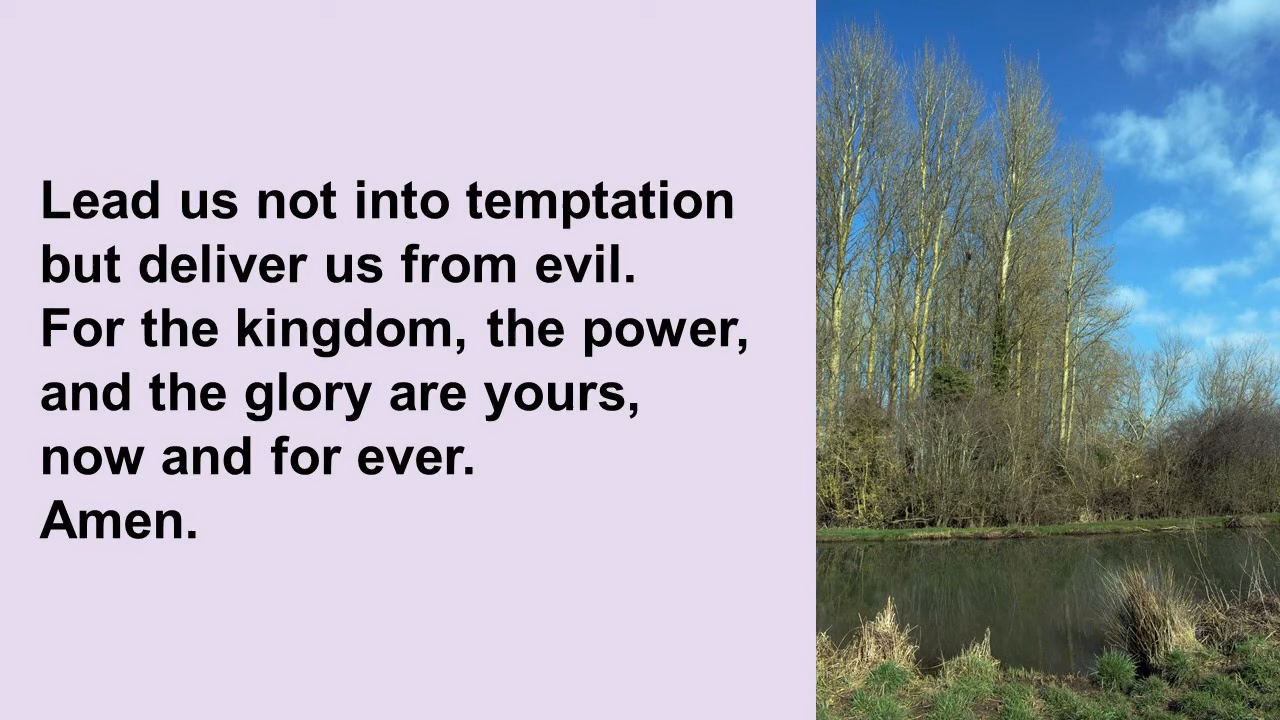 Lead us not into temptation
but deliver us from evil.
For the kingdom, the power,
and the glory are yours,
now and for ever.
Amen.